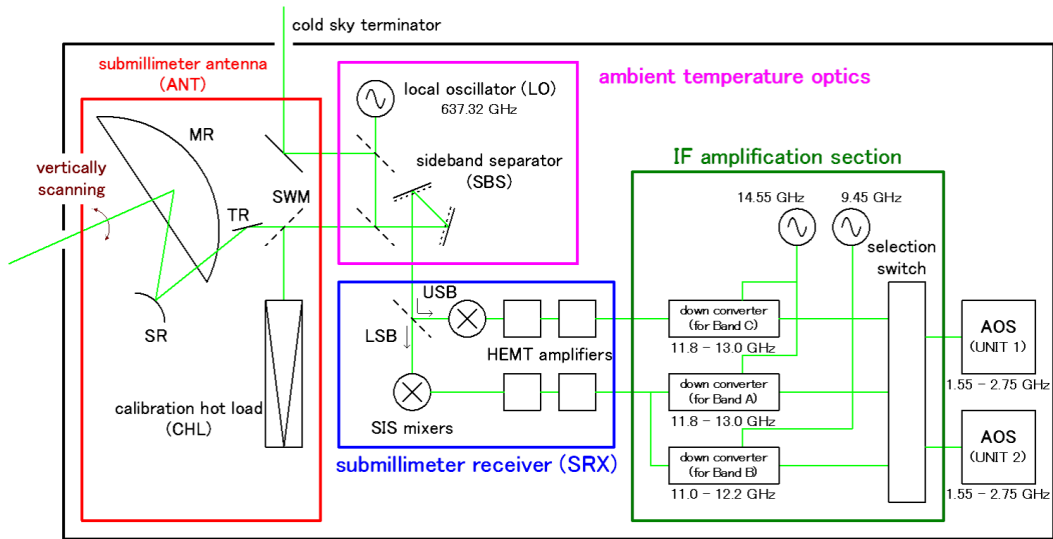 cold sky terminator
submillimeter antenna
(ANT)
MR
vertically
scanning
TR
SWM
SR
calibration hot load
(CHL)
ambient temperature optics
local oscillator (LO)
637.32 GHz
sideband separator
(SBS)
USB
LSB
HEMT amplifiers
SIS mixers
submillimeter receiver (SRX)
IF amplification section
14.55 GHz
9.45 GHz
selection
switch
down converter
(for Band C)
11.8 - 13.0 GHz
down converter
(for Band A)
11.8 - 13.0 GHz
down converter
(for Band B)
11.0 - 12.2 GHz
AOS
(UNIT 1)
1.55 - 2.75 GHz
AOS
(UNIT 2)
1.55 - 2.75 GHz